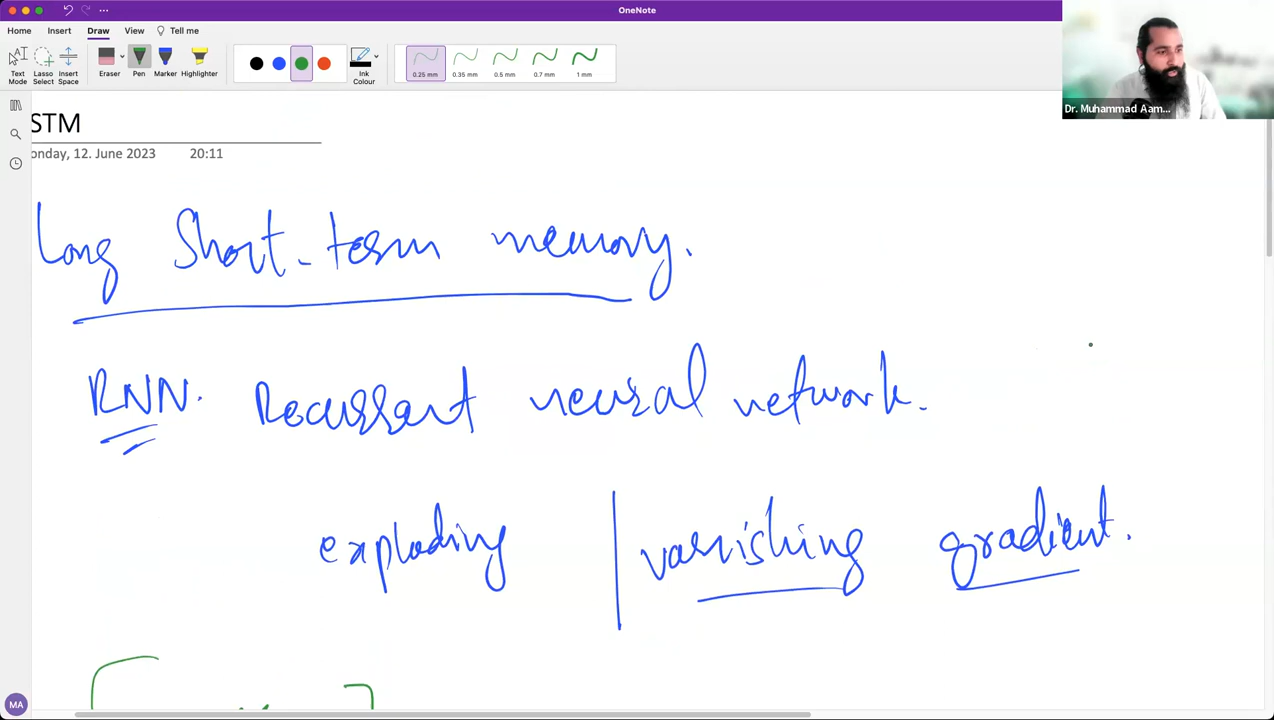 OneNote
Home Insert Draw View Tell me
Text Mode Lasso Select Insert Space Eraser Pen Marker Highlighter Ink Colour 0.25 mm 0.35 mm 0.5 mm 0.7 mm 1 mm
Dr. Muhammad Aam...
STM
onday, 12. June 2023 20:11
Long Short-term memory.
RNN. Recurrent neural network.
exploding | vanishing gradient.
MA